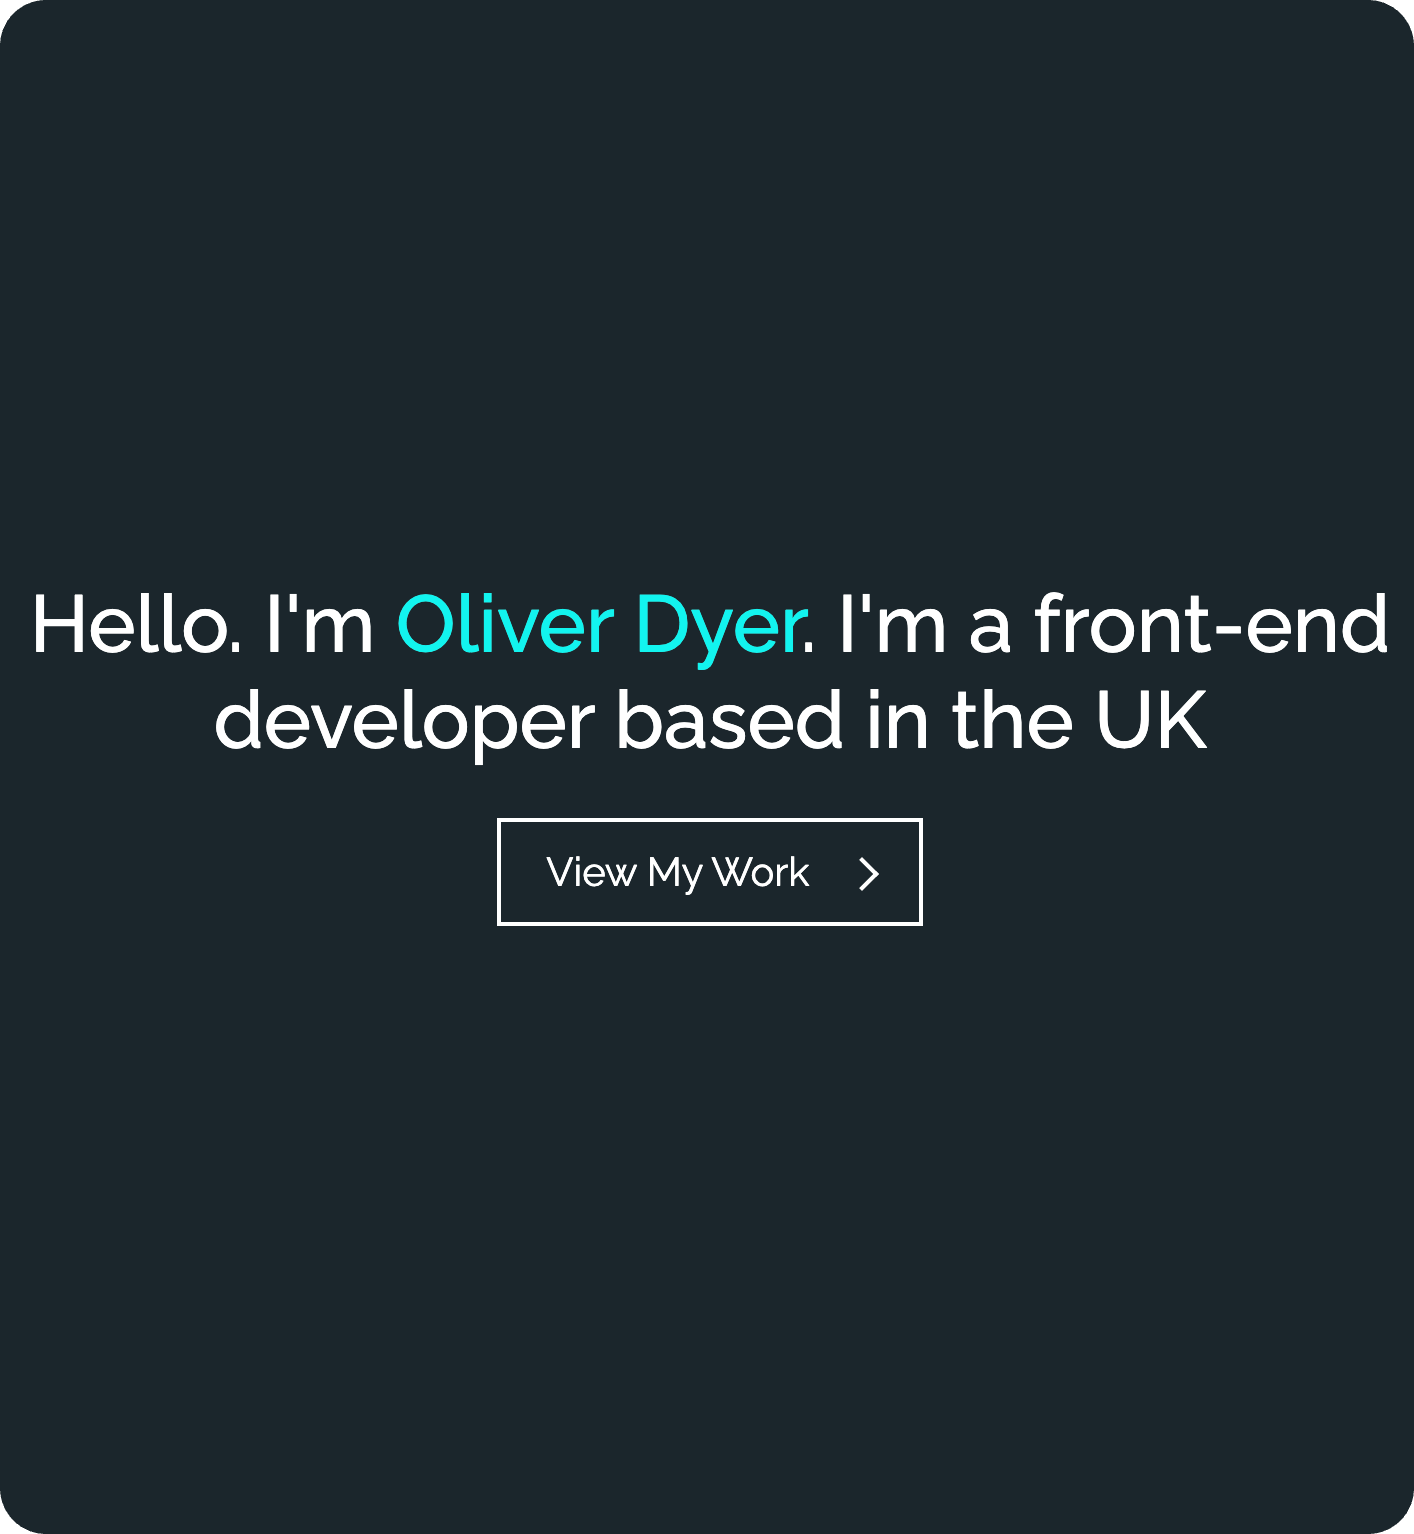 Hello. I'm Oliver Dyer. I'm a front-end
developer based in the UK
View My Work